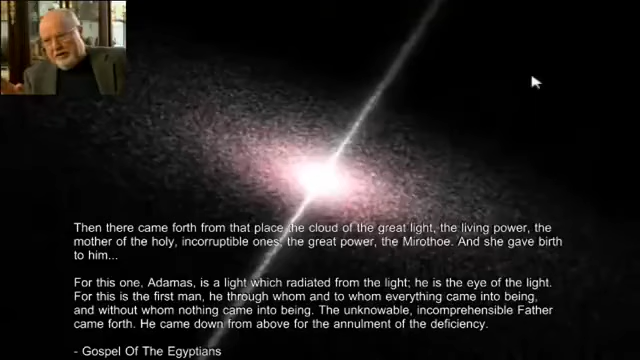 Then there came forth from that place the cloud of the great light, the living power, the
mother of the holy, incorruptible ones, the great power, the Mirothoe. And she gave birth
to him...
For this one, Adamas, is a light which radiated from the light; he is the eye of the light.
For this is the first man, he through whom and to whom everything came into being,
and without whom nothing came into being. The unknowable, incomprehensible Father
came forth. He came down from above for the annulment of the deficiency.
- Gospel Of The Egyptians